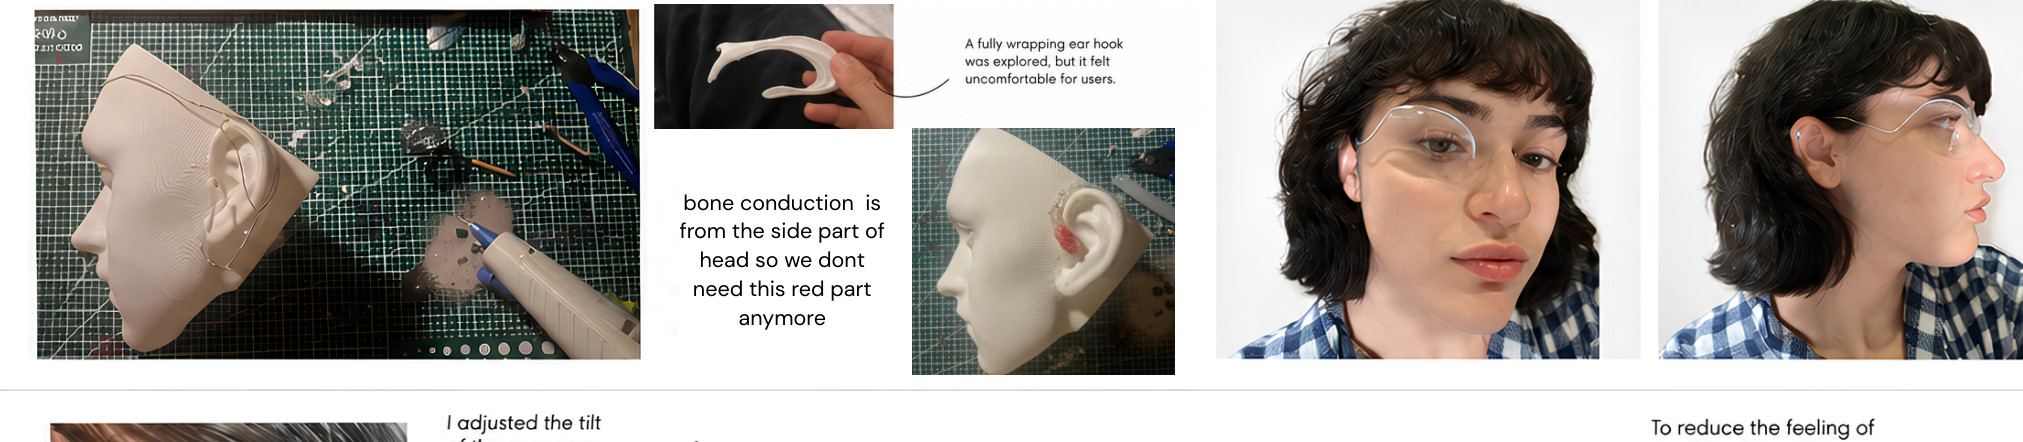 A fully wrapping ear hook
was explored, but it felt
uncomfortable for users.
bone conduction  is
from the side part of
head so we dont
need this red part
anymore
I adjusted the tilt
To reduce the feeling of